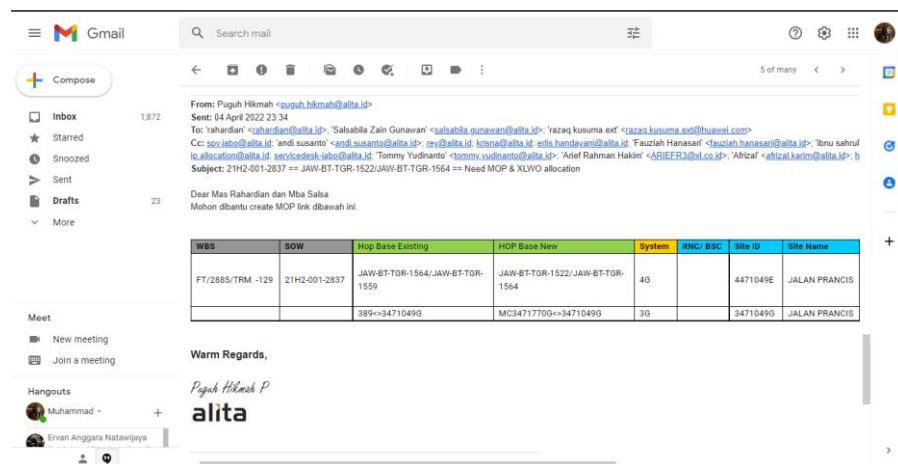 Gmail
Search mail
Compose
5 of many
Inbox 1,872
Starred
Snoozed
Sent
Drafts 23
More
Meet
New meeting
Join a meeting
Hangouts
Muhammad
Ervan Anggara Natawijaya
From: Puguh Hikmah <puguh.hikmah@alita.id>
Sent: 04 April 2022 23:34
To: 'rahardian' <rahardian@alita.id>; 'Salsabila Zain Gunawan' <salsabila.gunawan@alita.id>; 'razaq.kusuma.ext' <razaq.kusuma.ext@huawei.com>
Cc: spv.jabo@alita.id; 'andi susanto' <andi.susanto@alita.id>; rey@alita.id; krisna@alita.id; erlis.handayani@alita.id; 'Fauziah Hanasari' <fauziah.hanasari@alita.id>; 'Ibnu sahrul
ip.allocation@alita.id; servicedesk-jabo@alita.id; 'Tommy Yudinanto' <tommy.yudinanto@alita.id>; 'Arief Rahman Hakim' <ARIEFR3@xl.co.id>; 'Afrizal' <afrizal.karim@alita.id>; h
Subject: 21H2-001-2837 == JAW-BT-TGR-1522/JAW-BT-TGR-1564 == Need MOP & XLWO allocation
Dear Mas Rahardian dan Mba Salsa
Mohon dibantu create MOP link dibawah ini:
WBS SOW Hop Base Existing HOP Base New System RNC/ BSC Site ID Site Name
FT/2885/TRM -129 21H2-001-2837 JAW-BT-TGR-1564/JAW-BT-TGR-1559 JAW-BT-TGR-1522/JAW-BT-TGR-1564 4G 4471049E JALAN PRANCIS
389<>3471049G MC3471770G<>3471049G 3G 3471049G JALAN PRANCIS
Warm Regards,
Puguh Hikmah P
alita